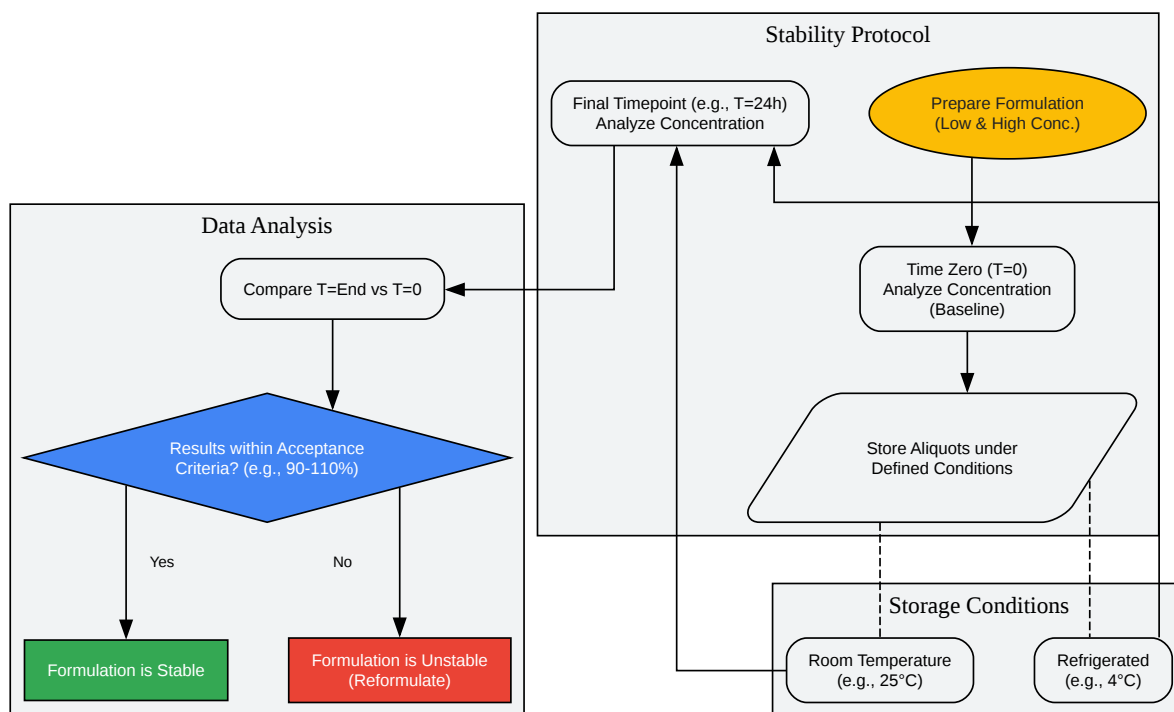 Stability Protocol
Final Timepoint (e.g., T=24h)
Analyze Concentration
Prepare Formulation
(Low & High Conc.)
Data Analysis
Compare T=End vs T=0
Time Zero (T=0)
Analyze Concentration
(Baseline)
Results within Acceptance
Criteria? (e.g., 90-110%)
Store Aliquots under
Defined Conditions
Yes
No
Storage Conditions
Formulation is Stable
Formulation is Unstable
(Reformulate)
Room Temperature
(e.g., 25°C)
Refrigerated
(e.g., 4°C)